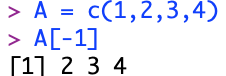 > A = c(1,2,3,4)
> A[-1]
[1] 2 3 4